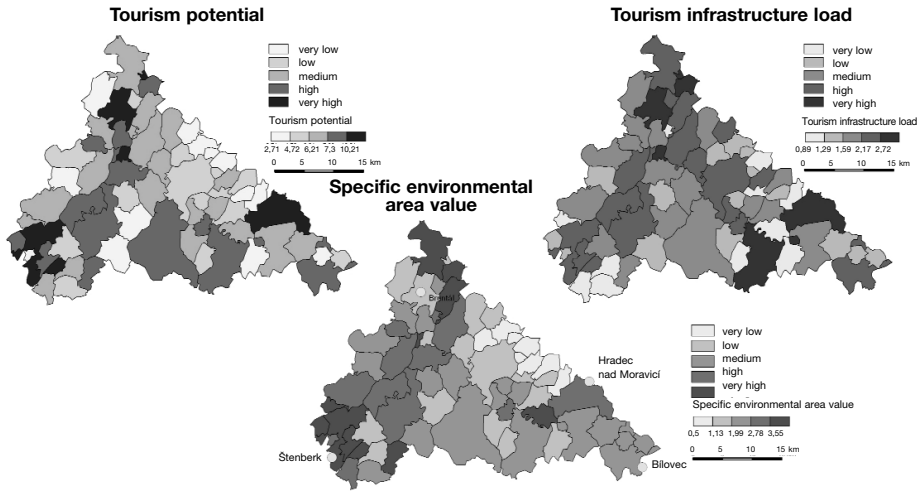 Tourism potential
very low
low
medium
high
very high
Tourism potential
2,71 4,72 6,21 7,3 10,21
0 5 10 15 km
Tourism infrastructure load
very low
low
medium
high
very high
Tourism infrastructure load
0,89 1,29 1,59 2,17 2,72
0 5 10 15 km
Specific environmental
area value
Bruntál
Hradec
nad Moravicí
Štenberk
Bílovec
very low
low
medium
high
very high
Specific environmental area value
0,5 1,13 1,99 2,78 3,55
0 5 10 15 km